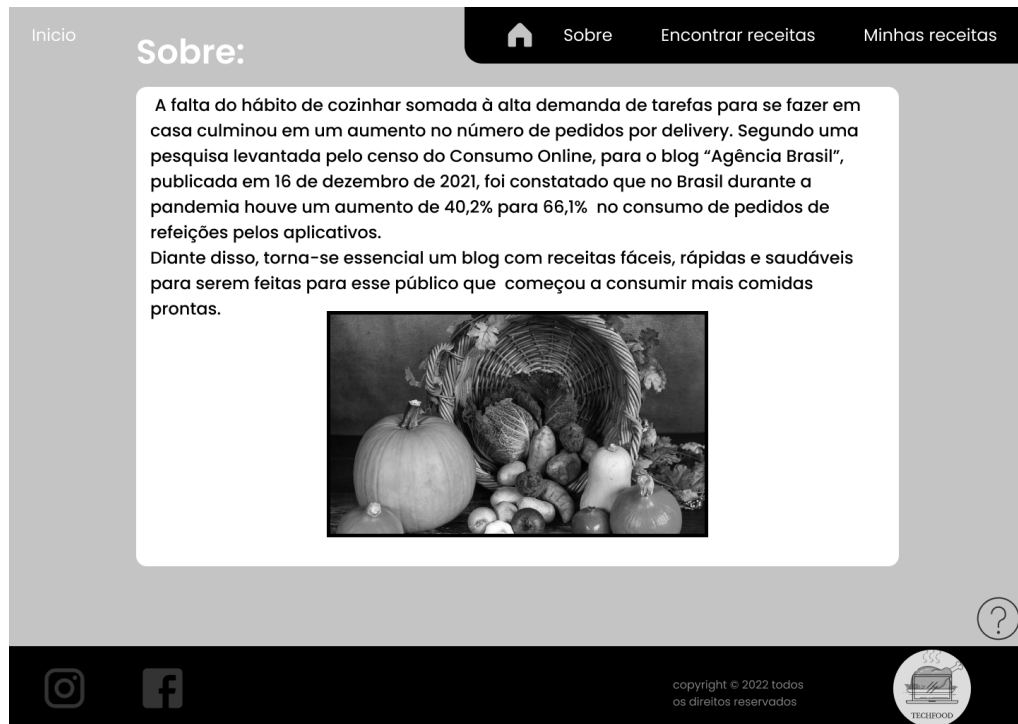 Inicio
Sobre:
Sobre
Encontrar receitas
Minhas receitas
A falta do hábito de cozinhar somada à alta demanda de tarefas para se fazer em
casa culminou em um aumento no número de pedidos por delivery. Segundo uma
pesquisa levantada pelo censo do Consumo Online, para o blog “Agência Brasil”,
publicada em 16 de dezembro de 2021, foi constatado que no Brasil durante a
pandemia houve um aumento de 40,2% para 66,1% no consumo de pedidos de
refeições pelos aplicativos.
Diante disso, torna-se essencial um blog com receitas fáceis, rápidas e saudáveis
para serem feitas para esse público que começou a consumir mais comidas
prontas.
?
copyright © 2022 todos
os direitos reservados
TECHFOOD